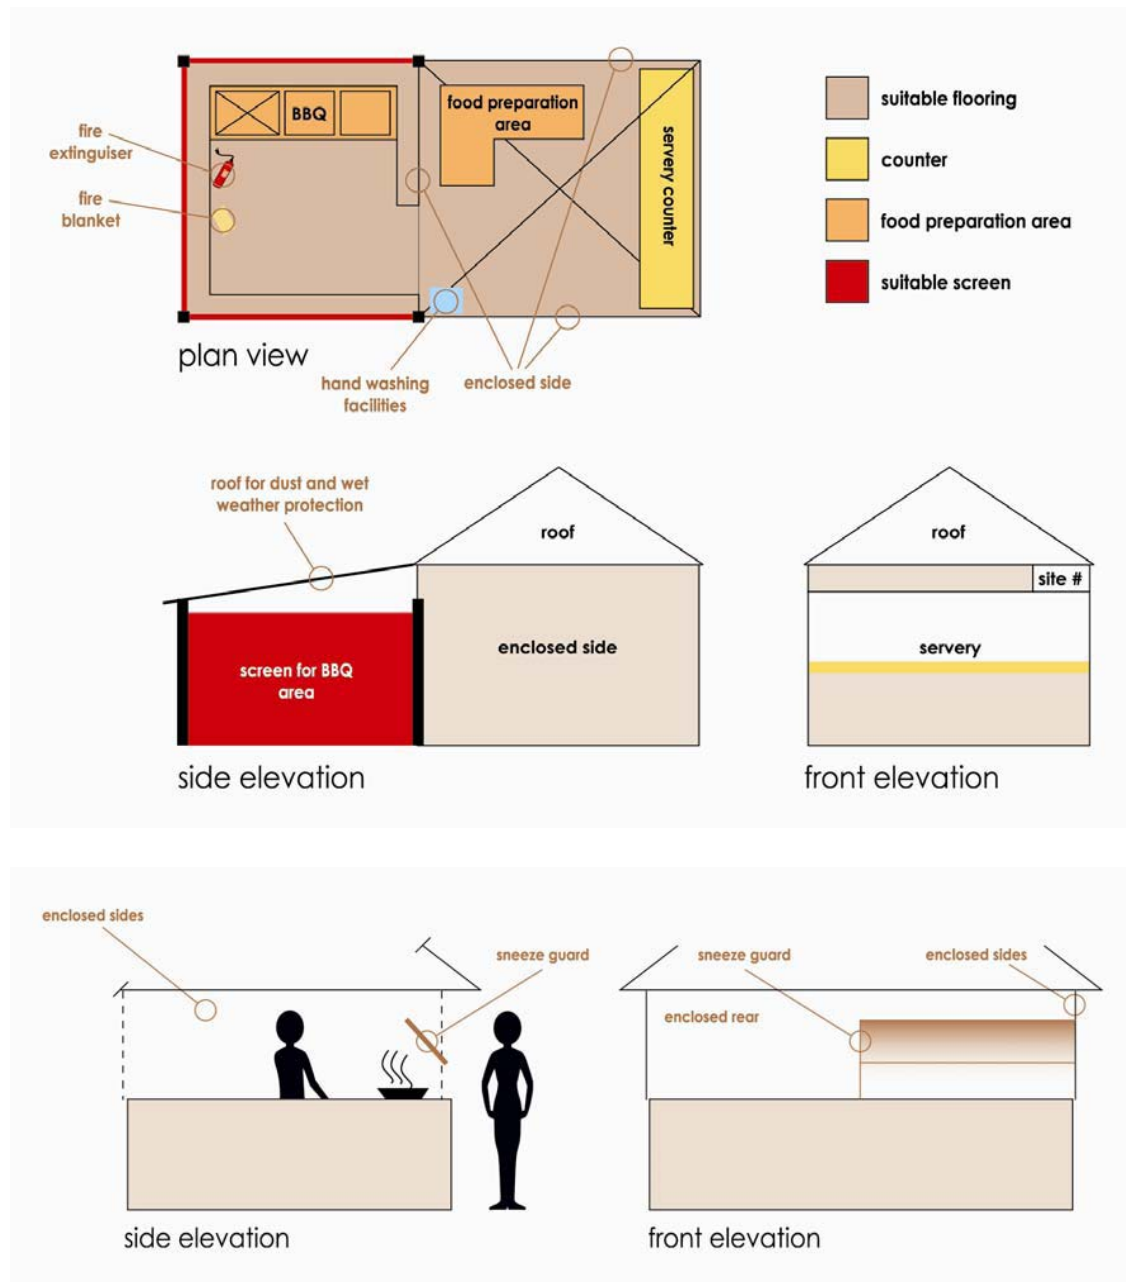 fire
extinguiser
fire
blanket
BBQ
food preparation
area
servery counter
suitable flooring
counter
food preparation area
suitable screen
plan view
hand washing
facilities
enclosed side
roof for dust and wet
weather protection
roof
screen for BBQ
area
enclosed side
side elevation
roof
site #
servery
front elevation
enclosed sides
sneeze guard
side elevation
sneeze guard
enclosed sides
enclosed rear
front elevation